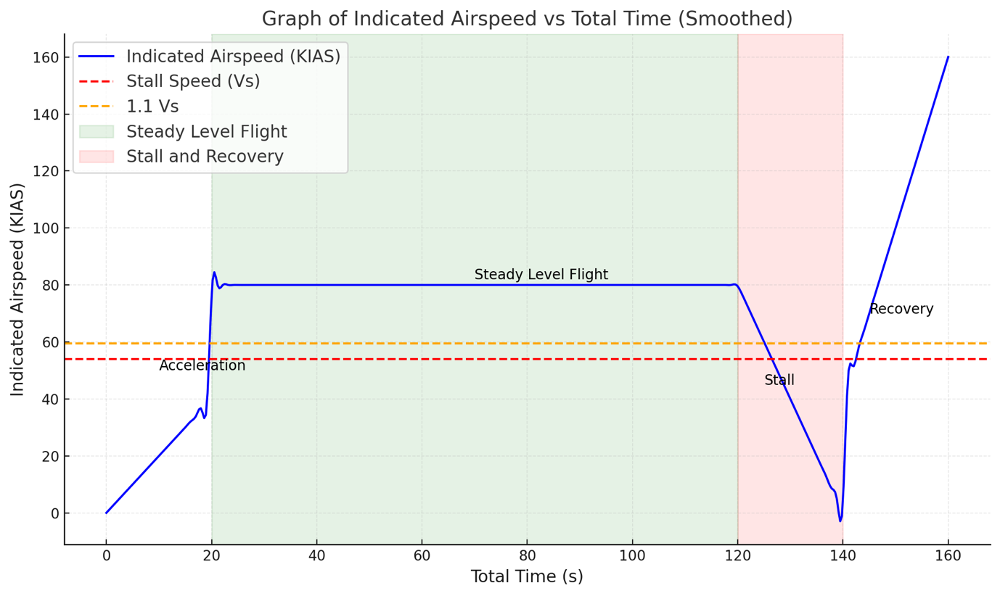 Graph of Indicated Airspeed vs Total Time (Smoothed)
Indicated Airspeed (KIAS)
Stall Speed (Vs)
1.1 Vs
Steady Level Flight
Stall and Recovery
Indicated Airspeed (KIAS)
160
140
120
100
80
60
40
20
0
Steady Level Flight
Recovery
Acceleration
Stall
0 20 40 60 80 100 120 140 160
Total Time (s)